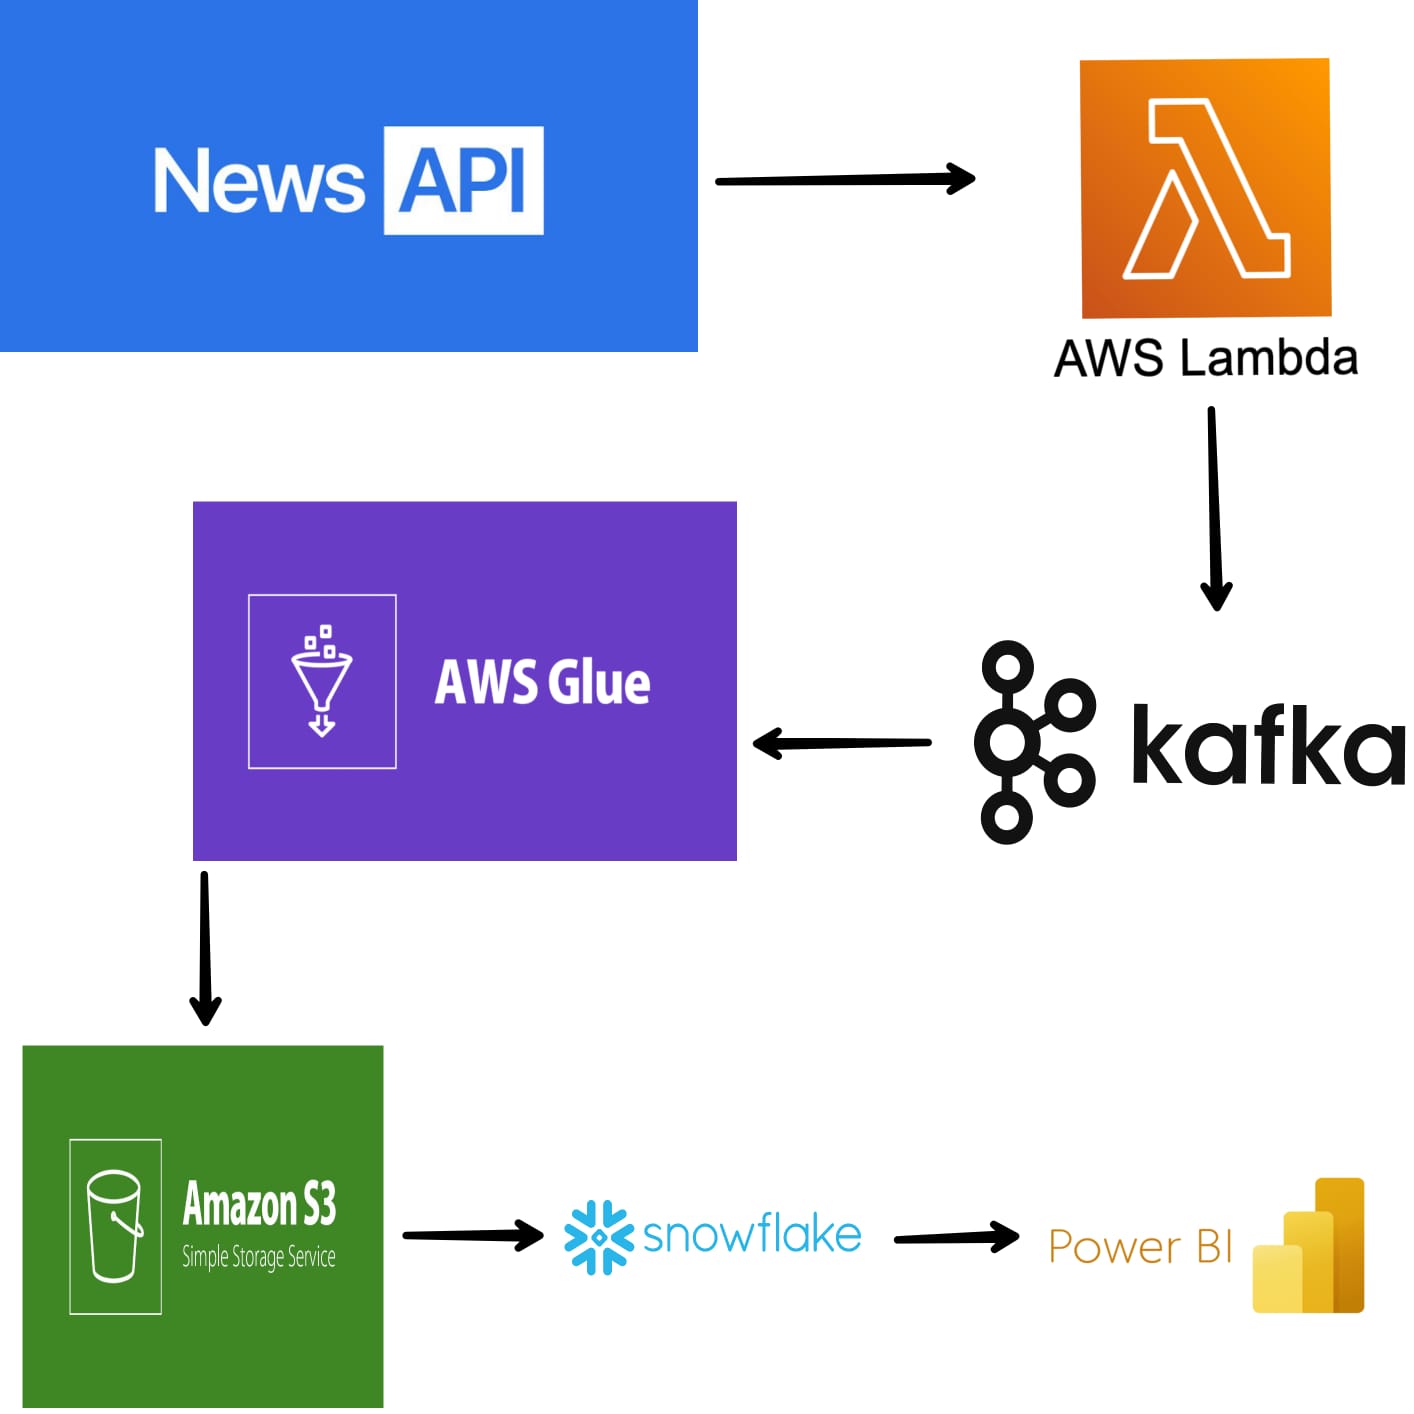 News API
AWS Lambda
AWS Glue
kafka
Amazon S3
Simple Storage Service
snowflake
Power BI